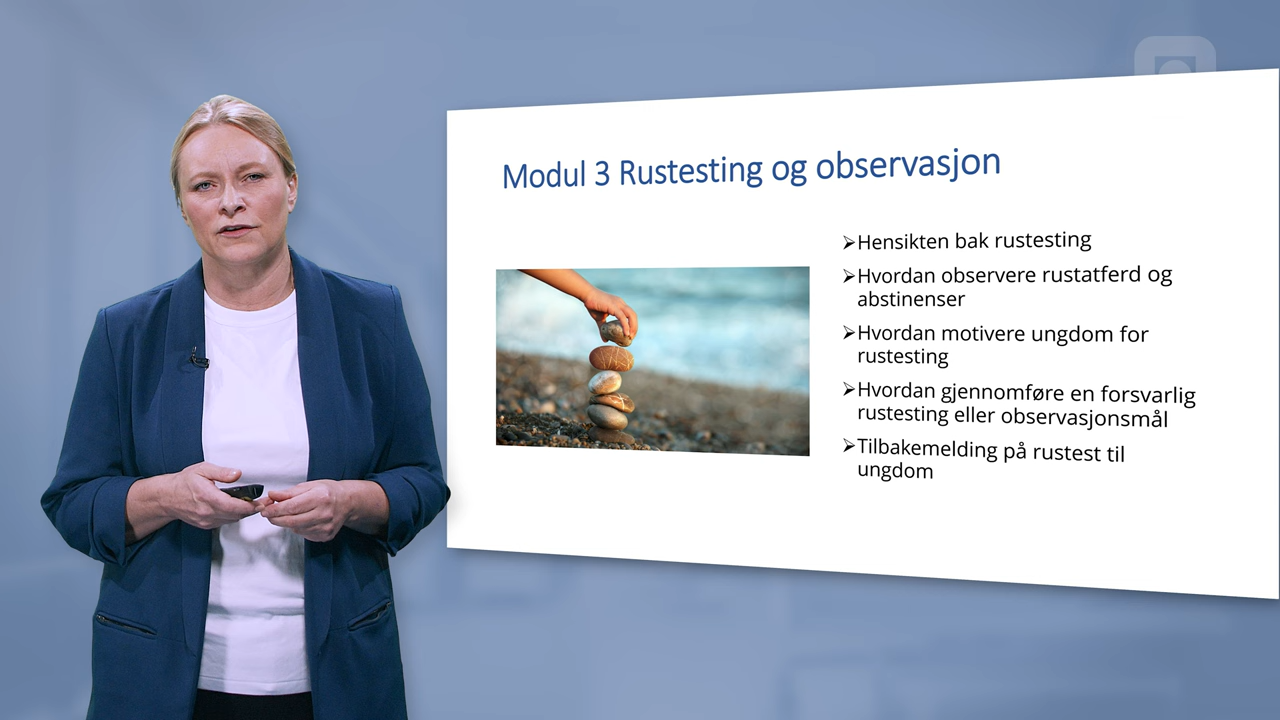 Modul 3 Rustesting og observasjon
➢Hensikten bak rustesting
➢Hvordan observere rustatferd og
abstinenser
➢Hvordan motivere ungdom for
rustesting
➢Hvordan gjennomføre en forsvarlig
rustesting eller observasjonsmål
➢Tilbakemelding på rustest til
ungdom